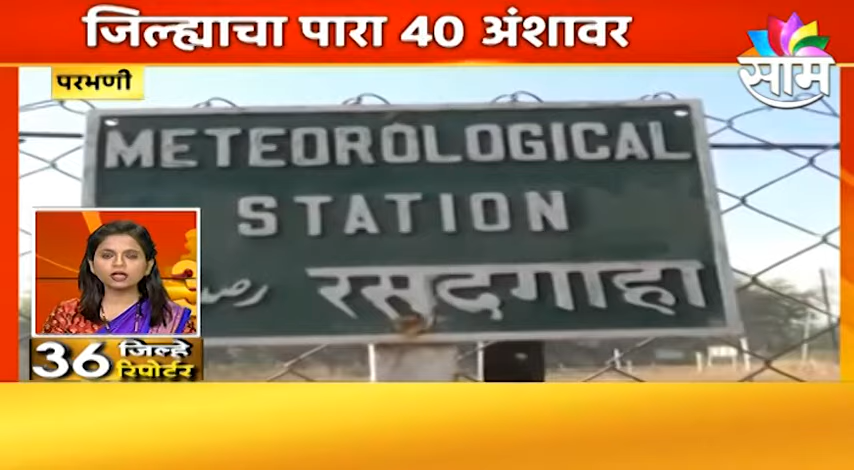 जिल्ह्याचा पारा 40 अंशावर
साम
परभणी
METEOROLOGICAL
STATION
रसदगाहा
36 जिल्हे
रिपोर्टर